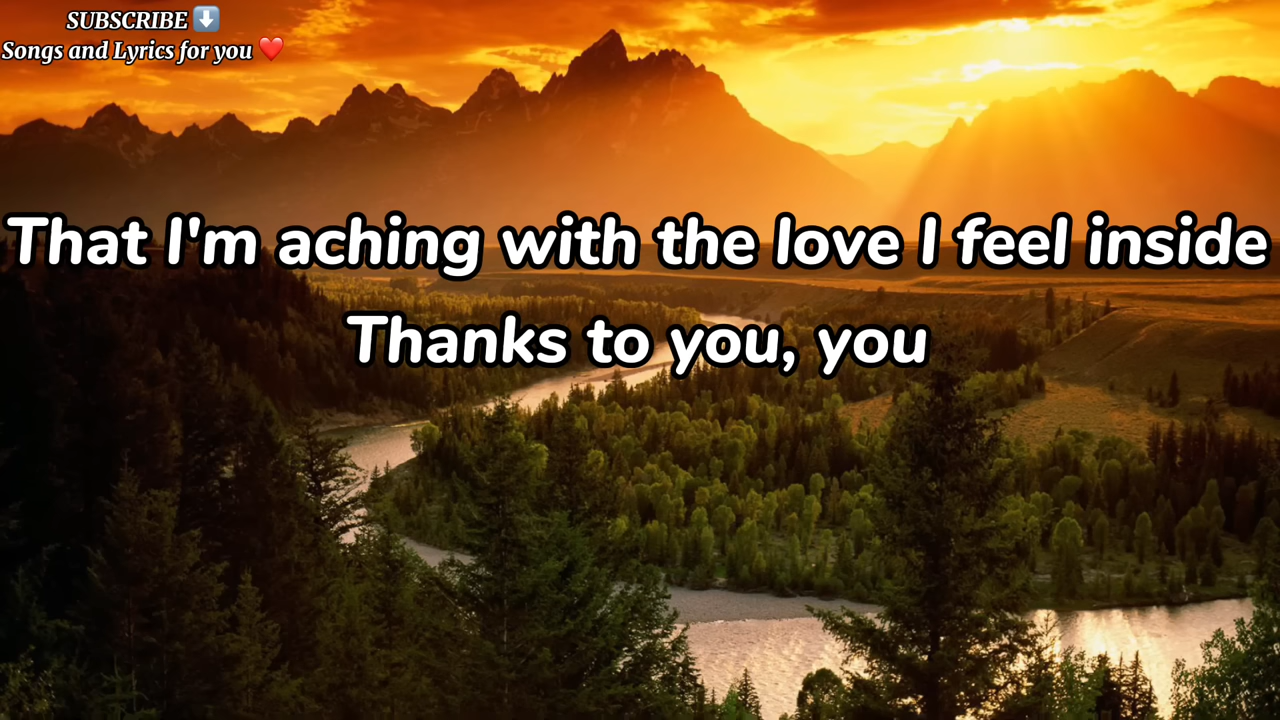 SUBSCRIBE ⬇️
Songs and Lyrics for you ❤️
That I'm aching with the love I feel inside
Thanks to you, you